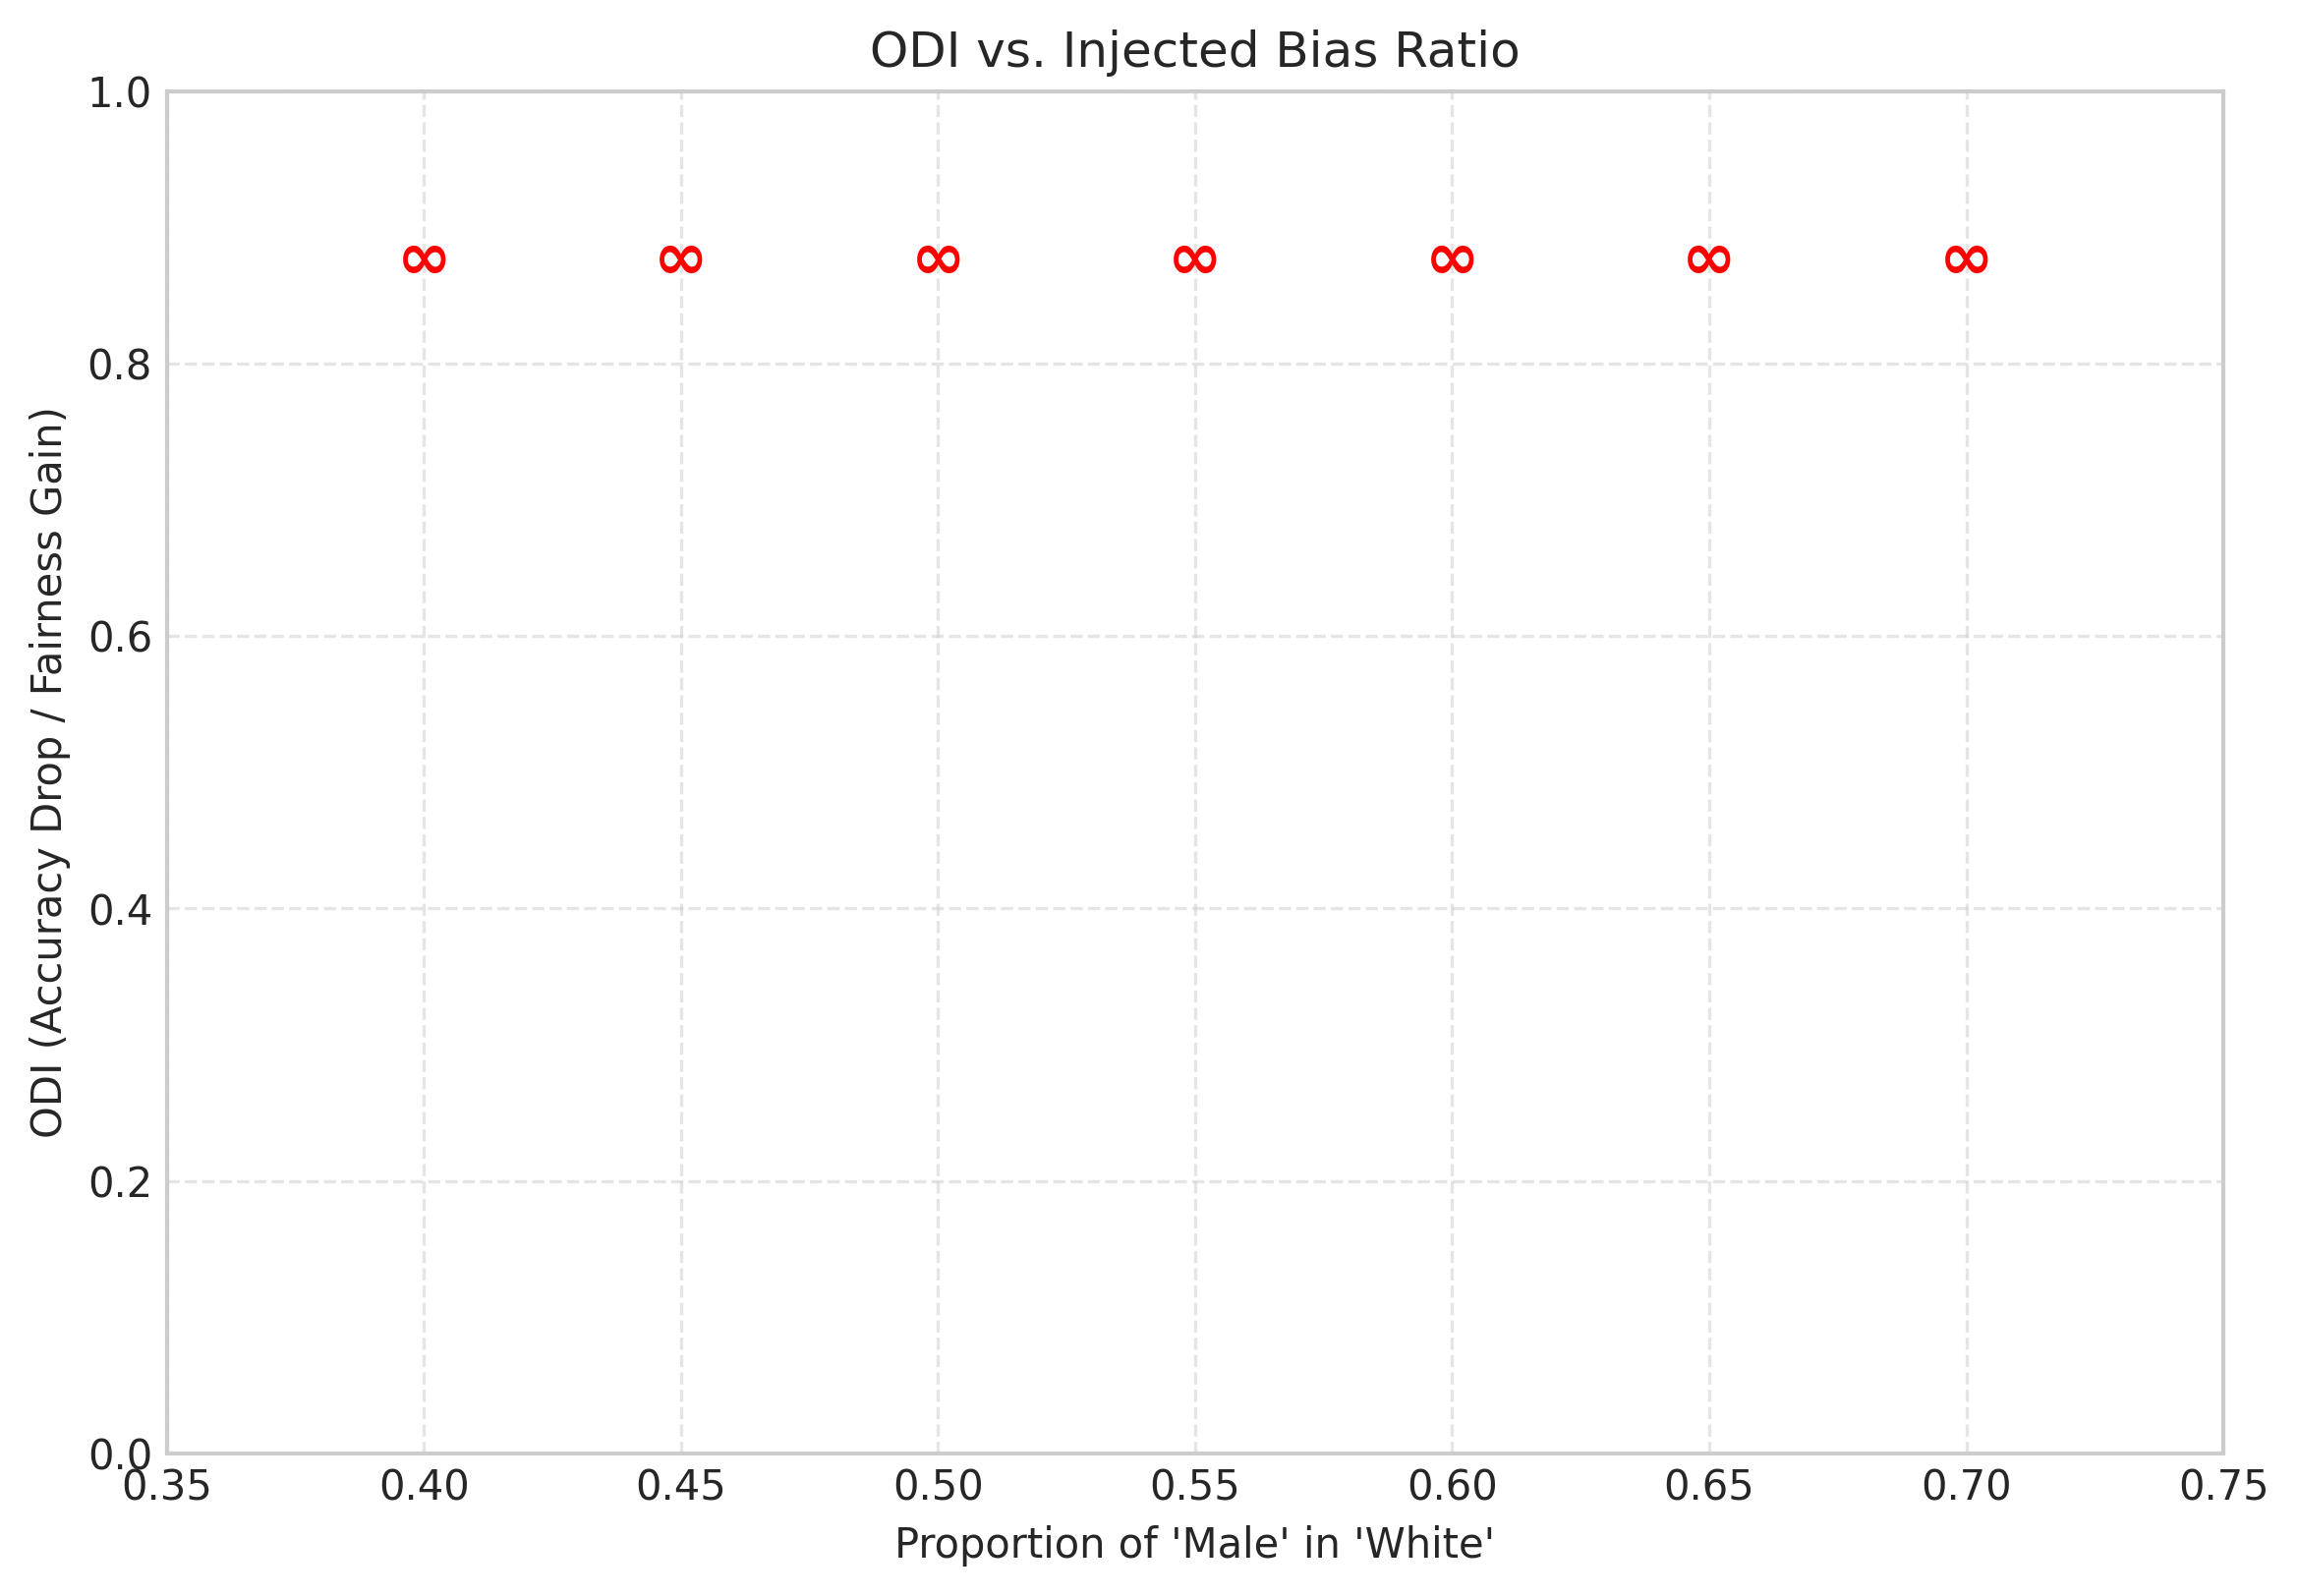 ODI vs. Injected Bias Ratio
ODI (Accuracy Drop / Fairness Gain)
1.0
0.8
0.6
0.4
0.2
0.0
∞ ∞ ∞ ∞ ∞ ∞ ∞
0.35 0.40 0.45 0.50 0.55 0.60 0.65 0.70 0.75
Proportion of 'Male' in 'White'